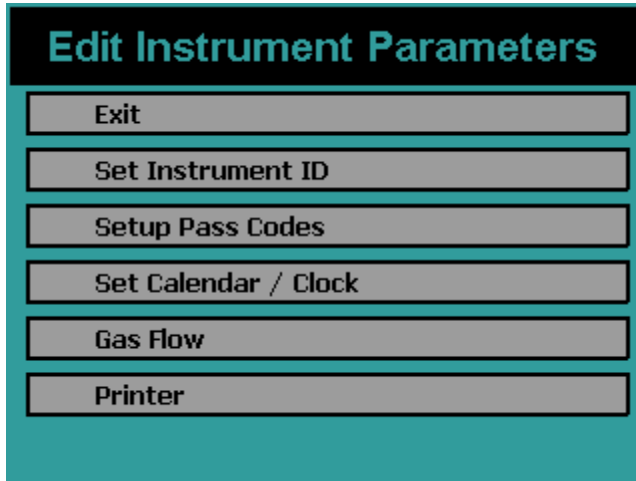 Edit Instrument Parameters
Exit
Set Instrument ID
Setup Pass Codes
Set Calendar / Clock
Gas Flow
Printer